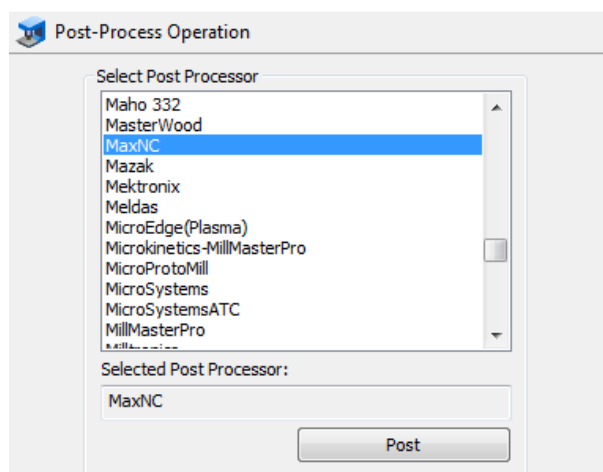 Post-Process Operation
Select Post Processor
Maho 332
MasterWood
MaxNC
Mazak
Mektronix
Meldas
MicroEdge(Plasma)
Microkinetics-MillMasterPro
MicroProtoMill
MicroSystems
MicroSystemsATC
MillMasterPro
Selected Post Processor:
MaxNC
Post